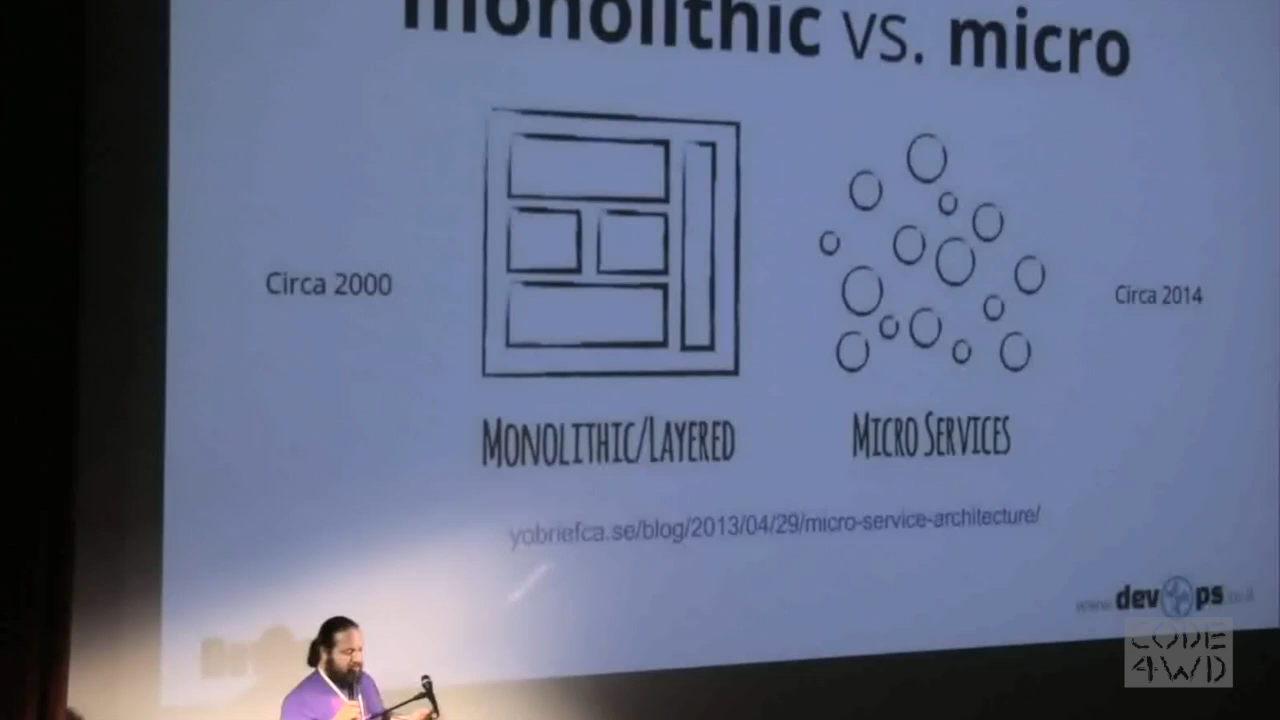 monolithic vs. micro
Circa 2000
Circa 2014
MONOLITHIC/LAYERED
MICRO SERVICES
yobriefca.se/blog/2013/04/29/micro-service-architecture/
www.devops.co.il
CODE
4WD